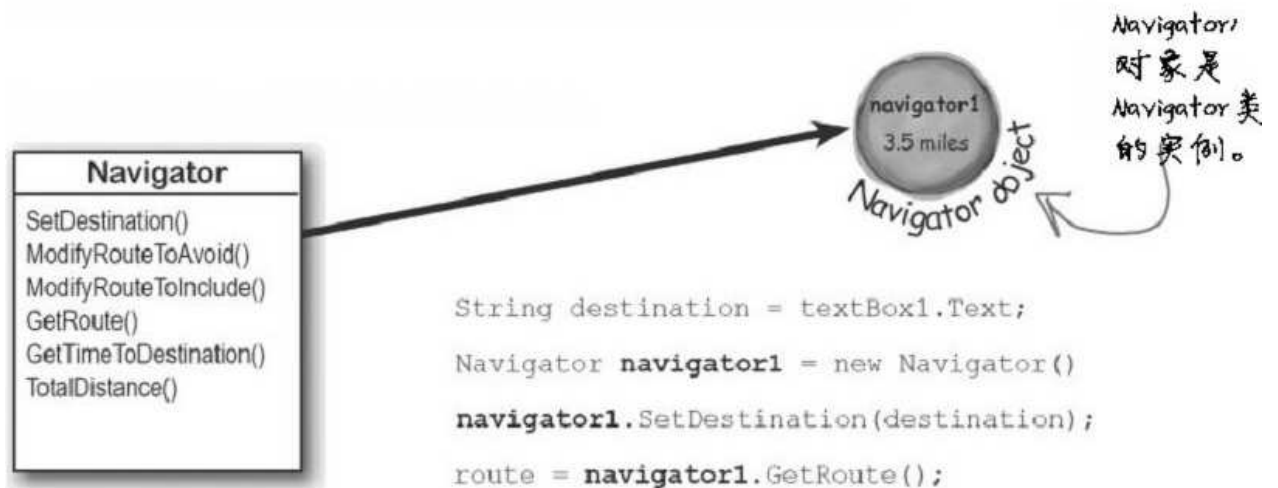 Navigator
对象是
Navigator类
的实例。
navigator1
3.5 miles
Navigator object
Navigator
SetDestination()
ModifyRouteToAvoid()
ModifyRouteToInclude()
GetRoute()
GetTimeToDestination()
TotalDistance()
String destination = textBox1.Text;
Navigator navigator1 = new Navigator()
navigator1.SetDestination(destination);
route = navigator1.GetRoute();